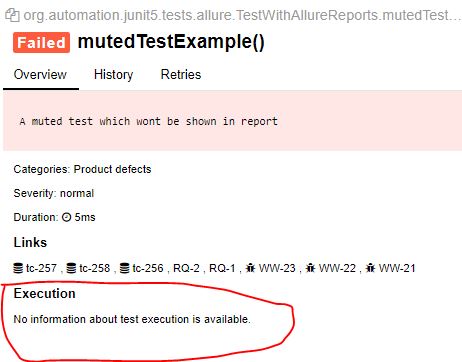 org.automation.junit5.tests.allure.TestWithAllureReports.mutedTest...
Failed mutedTestExample()
Overview History Retries
A muted test which wont be shown in report
Categories: Product defects
Severity: normal
Duration: 5ms
Links
tc-257 , tc-258 , tc-256 , RQ-2 , RQ-1 , WW-23 , WW-22 , WW-21
Execution
No information about test execution is available.